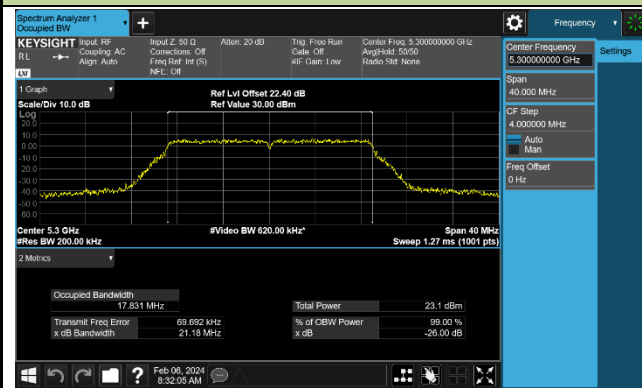 Spectrum Analyzer 1
Occupied BW
Frequency
KEYSIGHT
Input: RF
Coupling: AC
Align: Auto
Input Z: 50 Ω
Corrections: Off
Freq Ref: Int (S)
NFE: Off
Atten: 20 dB
Trig: Free Run
Gate: Off
#IF Gain: Low
Center Freq: 5.300000000 GHz
Avg|Hold: 50/50
Radio Std: None
RL
LXI
Center Frequency
5.300000000 GHz
Settings
Span
40.000 MHz
CF Step
4.000000 MHz
Auto
Man
Freq Offset
0 Hz
1 Graph
Ref Lvl Offset 22.40 dB
Scale/Div 10.0 dB
Ref Value 30.00 dBm
Log
20.0
10.0
0.00
-10.0
-20.0
-30.0
-40.0
-50.0
-60.0
Center 5.3 GHz
#Video BW 620.00 kHz*
Span 40 MHz
#Res BW 200.00 kHz
Sweep 1.27 ms (1001 pts)
2 Metrics
Occupied Bandwidth
17.831 MHz
Total Power 23.1 dBm
Transmit Freq Error 69.692 kHz
% of OBW Power 99.00 %
x dB Bandwidth 21.18 MHz
x dB -26.00 dB
Feb 06, 2024
8:32:05 AM